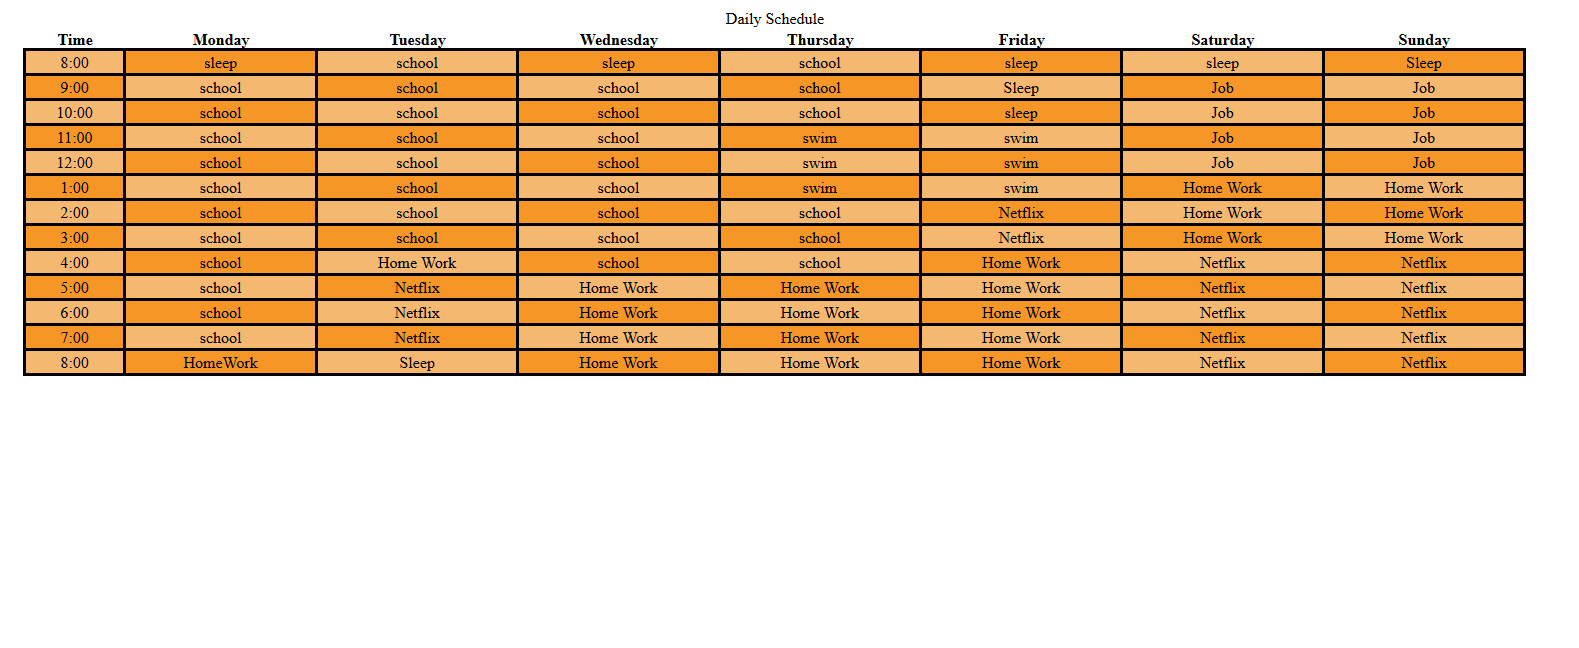 Daily Schedule
Time Monday Tuesday Wednesday Thursday Friday Saturday Sunday
8:00 sleep school sleep school sleep sleep Sleep
9:00 school school school school Sleep Job Job
10:00 school school school school sleep Job Job
11:00 school school school swim swim Job Job
12:00 school school school swim swim Job Job
1:00 school school school swim swim Home Work Home Work
2:00 school school school school Netflix Home Work Home Work
3:00 school school school school Netflix Home Work Home Work
4:00 school Home Work school school Home Work Netflix Netflix
5:00 school Netflix Home Work Home Work Home Work Netflix Netflix
6:00 school Netflix Home Work Home Work Home Work Netflix Netflix
7:00 school Netflix Home Work Home Work Home Work Netflix Netflix
8:00 HomeWork Sleep Home Work Home Work Home Work Netflix Netflix